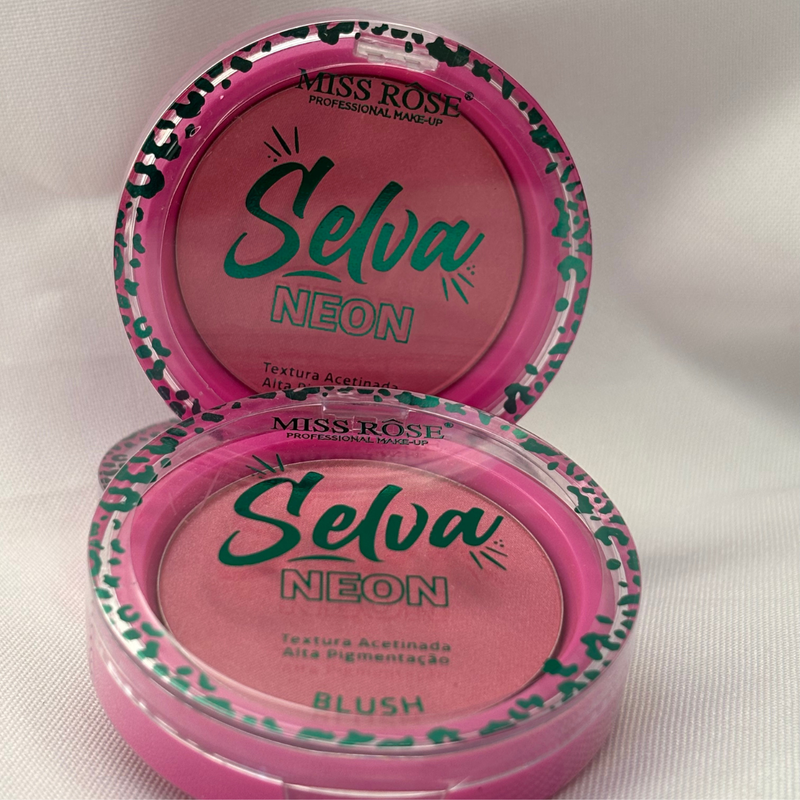 MISS RÔSE®
PROFESSIONAL MAKE-UP
Selva
NEON
Textura Acetinada
Alta
MISS RÔSE®
PROFESSIONAL MAKE-UP
Selva
NEON
Textura Acetinada
Alta Pigmentação
BLUSH